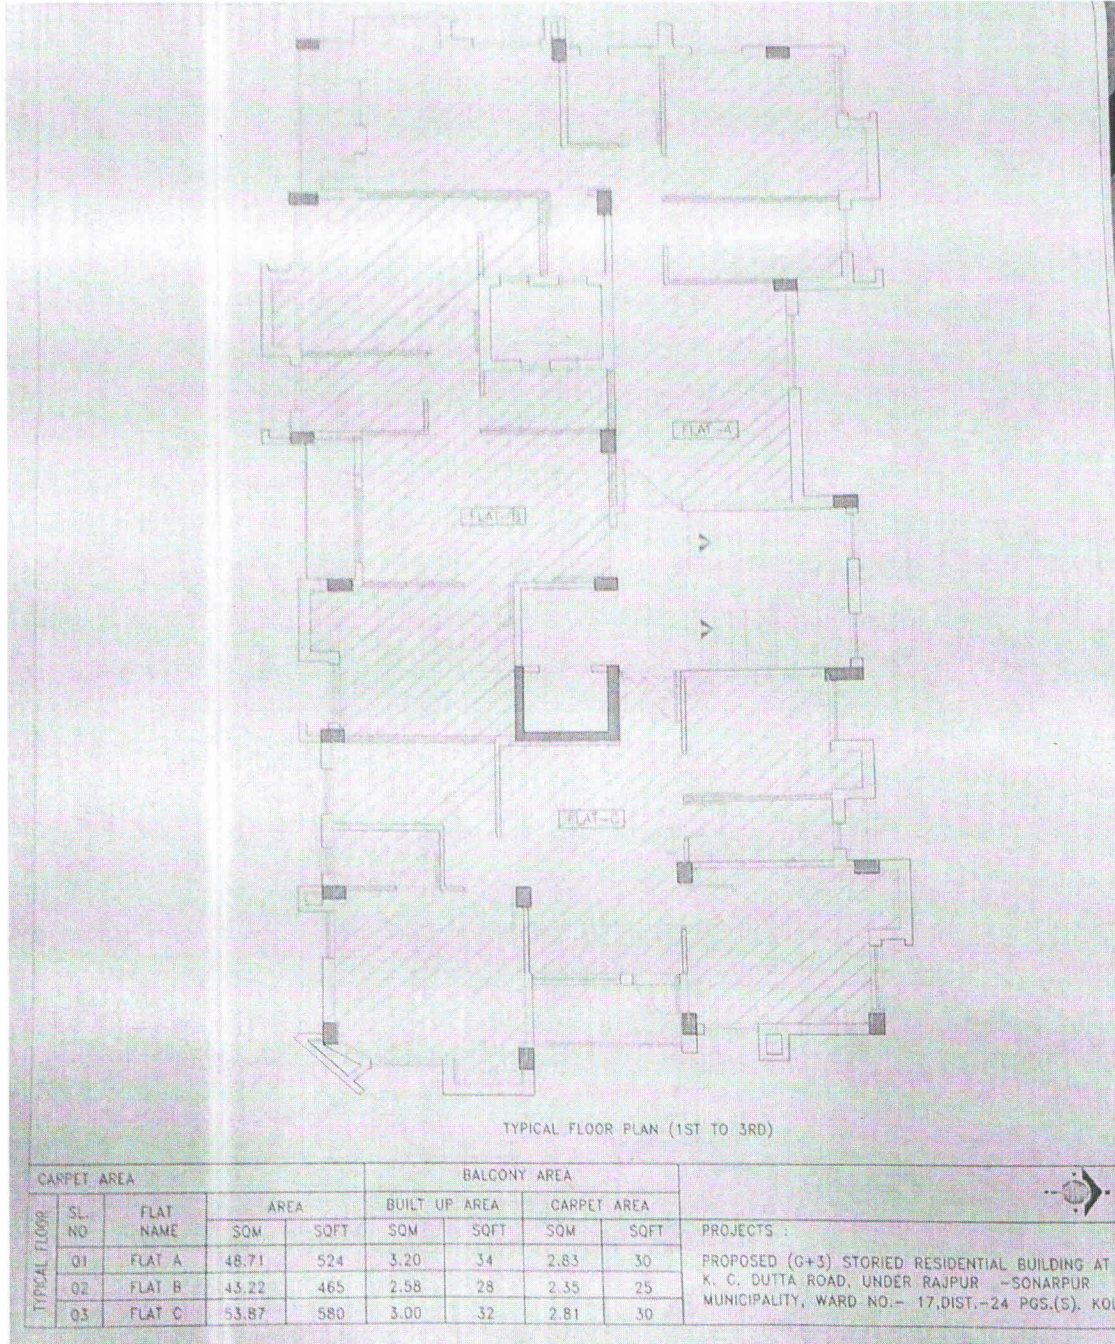 FLAT-A
FLAT-B
FLAT-C
TYPICAL FLOOR PLAN (1ST TO 3RD)
CARPET AREA BALCONY AREA
TYPICAL FLOOR SL. NO FLAT NAME AREA BUILT UP AREA CARPET AREA
SQM SQFT SQM SQFT SQM SQFT
01 FLAT A 48.71 524 3.20 34 2.83 30
02 FLAT B 43.22 465 2.58 28 2.35 25
03 FLAT C 53.87 580 3.00 32 2.81 30
PROJECTS :
PROPOSED (G+3) STORIED RESIDENTIAL BUILDING AT
K. C. DUTTA ROAD, UNDER RAJPUR -SONARPUR
MUNICIPALITY, WARD NO.- 17,DIST.-24 PGS.(S). KOL